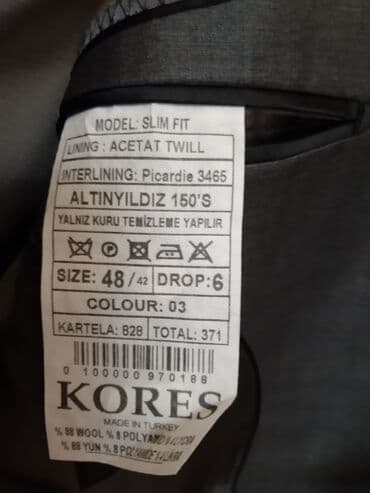 MODEL: SLIM FIT
LINING : ACETAT TWILL
INTERLINING: Picardie 3465
ALTINYILDIZ 150'S
YALNIZ KURU TEMİZLEME YAPILIR
SIZE: 48 / 42 DROP: 6
COLOUR: 03
KARTELA: 828 TOTAL: 371
0 100000 970188
KORES
MADE IN TURKEY
% 88 WOOL % 8 POLYAMID
% 88 YÜN % 8